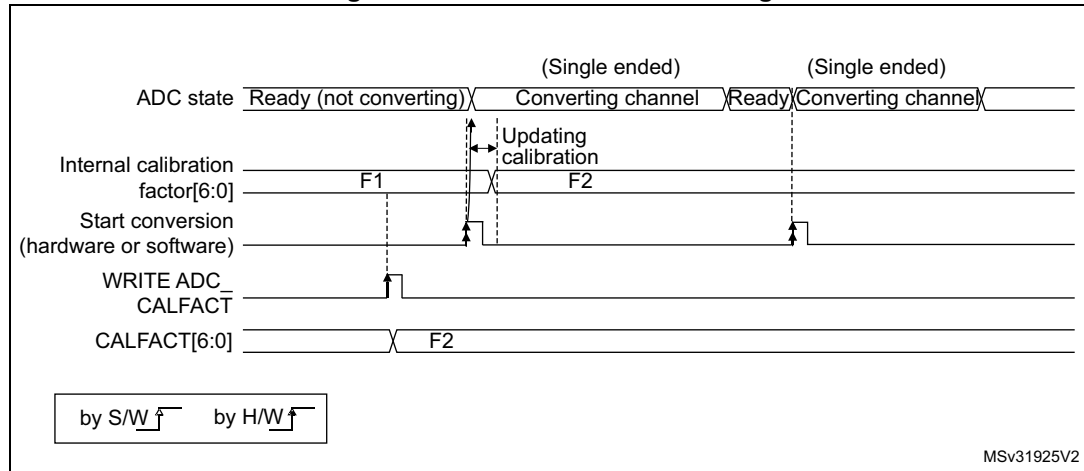 (Single ended) (Single ended)
ADC state Ready (not converting) Converting channel Ready Converting channel
Updating
calibration
Internal calibration
factor[6:0] F1 F2
Start conversion
(hardware or software)
WRITE ADC_
CALFACT
CALFACT[6:0] F2
by S/W by H/W
MSv31925V2